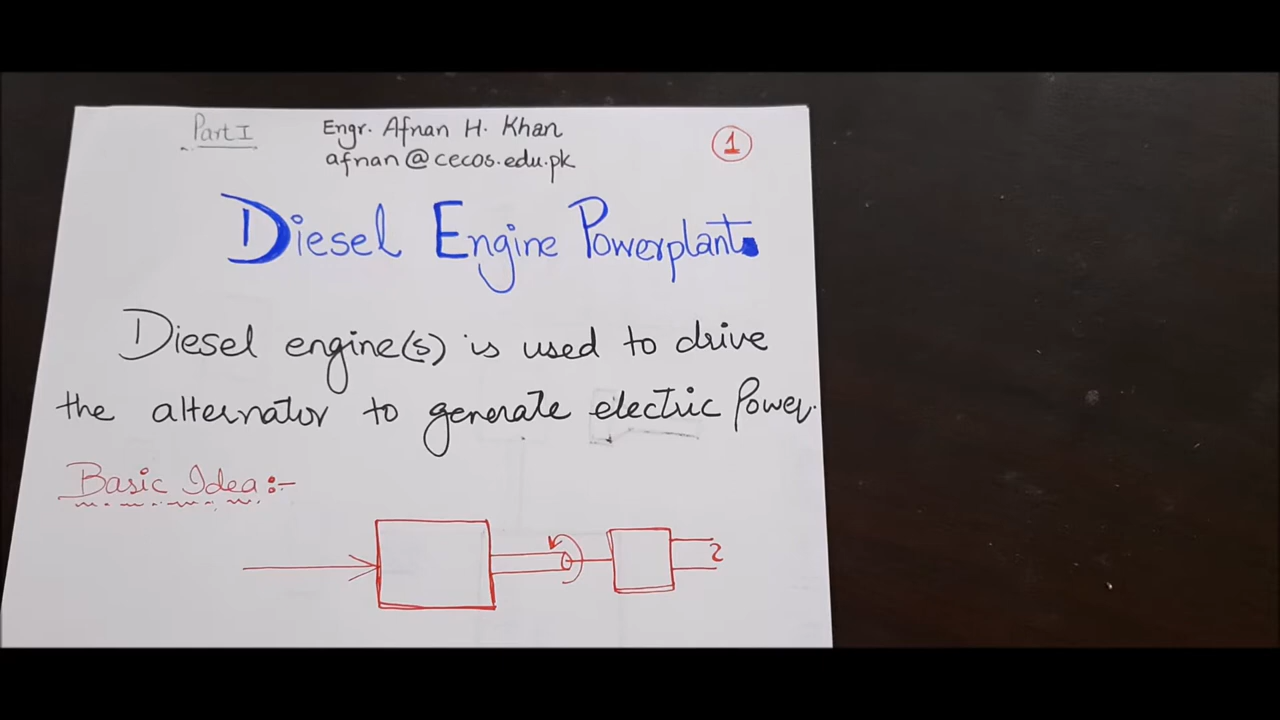 Part I
Engr. Afnan H. Khan
afnan@cecos.edu.pk
1
Diesel Engine Powerplant
Diesel engine(s) is used to drive
the alternator to generate electric Power.
Basic Idea:-